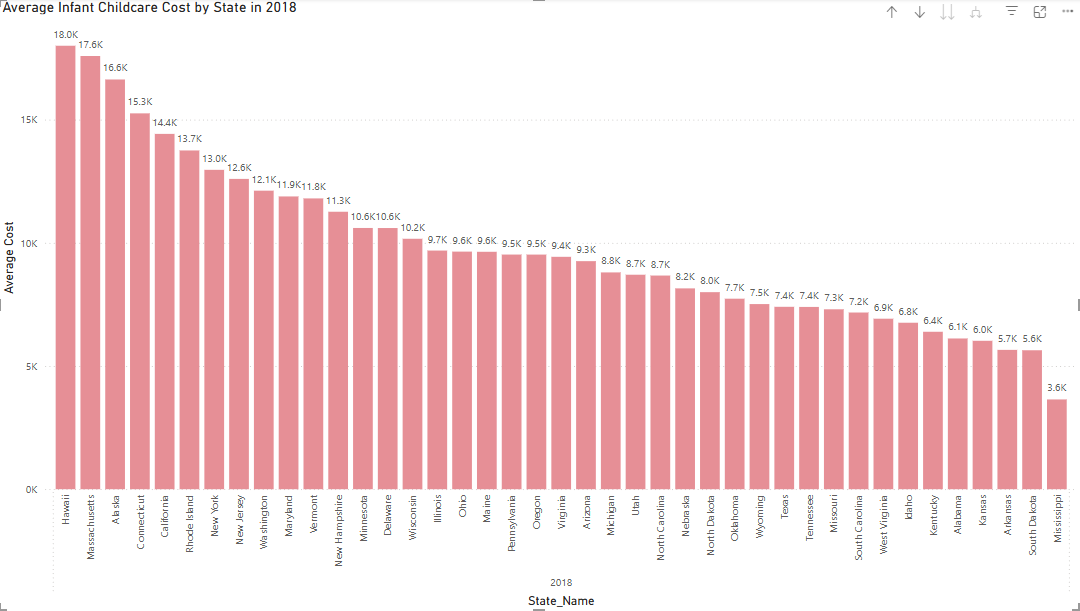 Average Infant Childcare Cost by State in 2018
18.0K
17.6K
16.6K
15.3K
14.4K
13.7K
13.0K
12.6K
12.1K
11.9K
11.8K
11.3K
10.6K
10.6K
10.2K
9.7K
9.6K
9.6K
9.5K
9.5K
9.4K
9.3K
8.8K
8.7K
8.7K
8.2K
8.0K
7.7K
7.5K
7.4K
7.4K
7.3K
7.2K
6.9K
6.8K
6.4K
6.1K
6.0K
5.7K
5.6K
3.6K
15K
10K
5K
0K
Average Cost
Hawaii
Massachusetts
Alaska
Connecticut
California
Rhode Island
New York
New Jersey
Washington
Maryland
Vermont
New Hampshire
Minnesota
Delaware
Wisconsin
Illinois
Ohio
Maine
Pennsylvania
Oregon
Virginia
Arizona
Michigan
Utah
North Carolina
Nebraska
North Dakota
Oklahoma
Wyoming
Texas
Tennessee
Missouri
South Carolina
West Virginia
Idaho
Kentucky
Alabama
Kansas
Arkansas
South Dakota
Mississippi
2018
State_Name